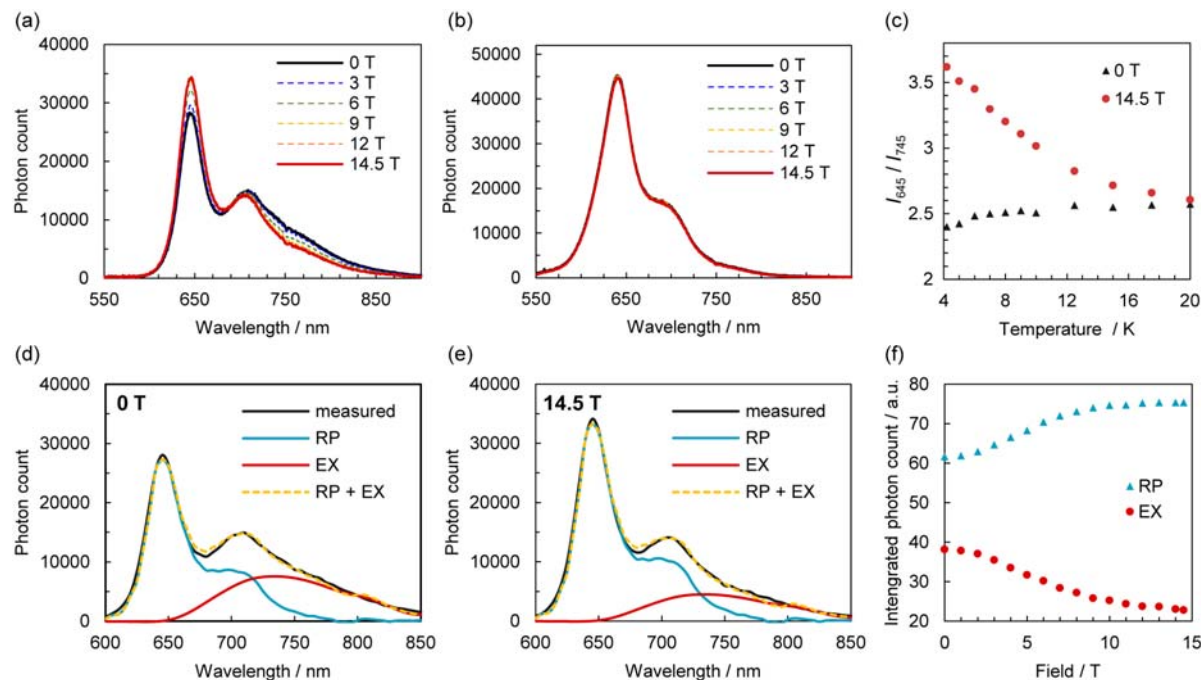 (a)
40000
30000
20000
10000
0
Photon count
550 650 750 850
Wavelength / nm
0 T
3 T
6 T
9 T
12 T
14.5 T
(b)
50000
40000
30000
20000
10000
0
Photon count
550 650 750 850
Wavelength / nm
0 T
3 T
6 T
9 T
12 T
14.5 T
(c)
3.5
3
2.5
2
I645 / I745
4 8 12 16 20
Temperature / K
0 T
14.5 T
(d)
40000
30000
20000
10000
0
Photon count
600 650 700 750 800 850
Wavelength / nm
0 T
measured
RP
EX
RP + EX
(e)
40000
30000
20000
10000
0
Photon count
600 650 700 750 800 850
Wavelength / nm
14.5 T
measured
RP
EX
RP + EX
(f)
80
70
60
50
40
30
20
Intengrated photon count / a.u.
0 5 10 15
Field / T
RP
EX